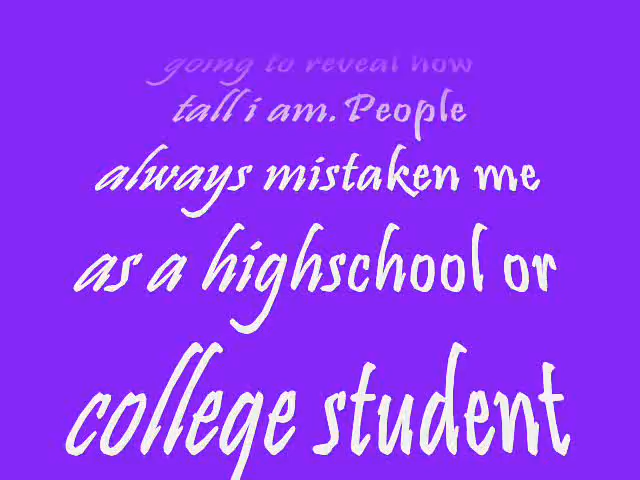 going to reveal how
tall i am. People
always mistaken me
as a highschool or
college student